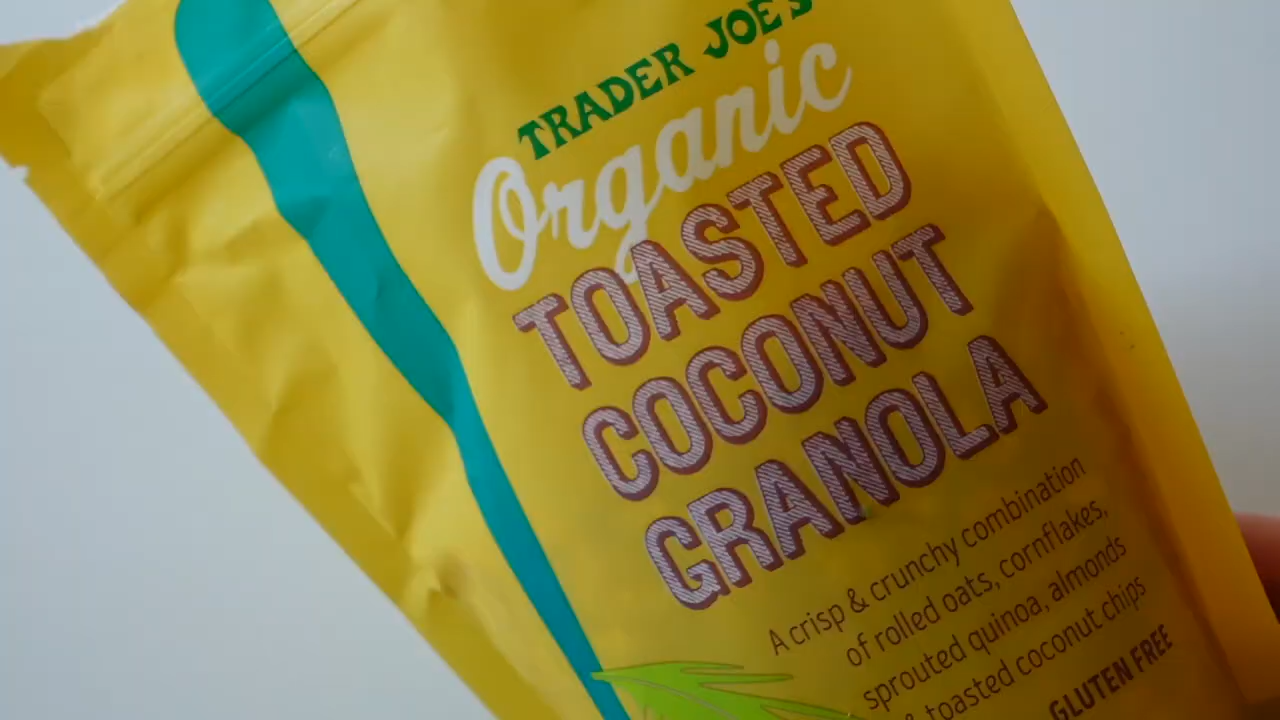 TRADER JOE'S
Organic
TOASTED
COCONUT
GRANOLA
A crisp & crunchy combination
of rolled oats, cornflakes,
sprouted quinoa, almonds
& toasted coconut chips
GLUTEN FREE